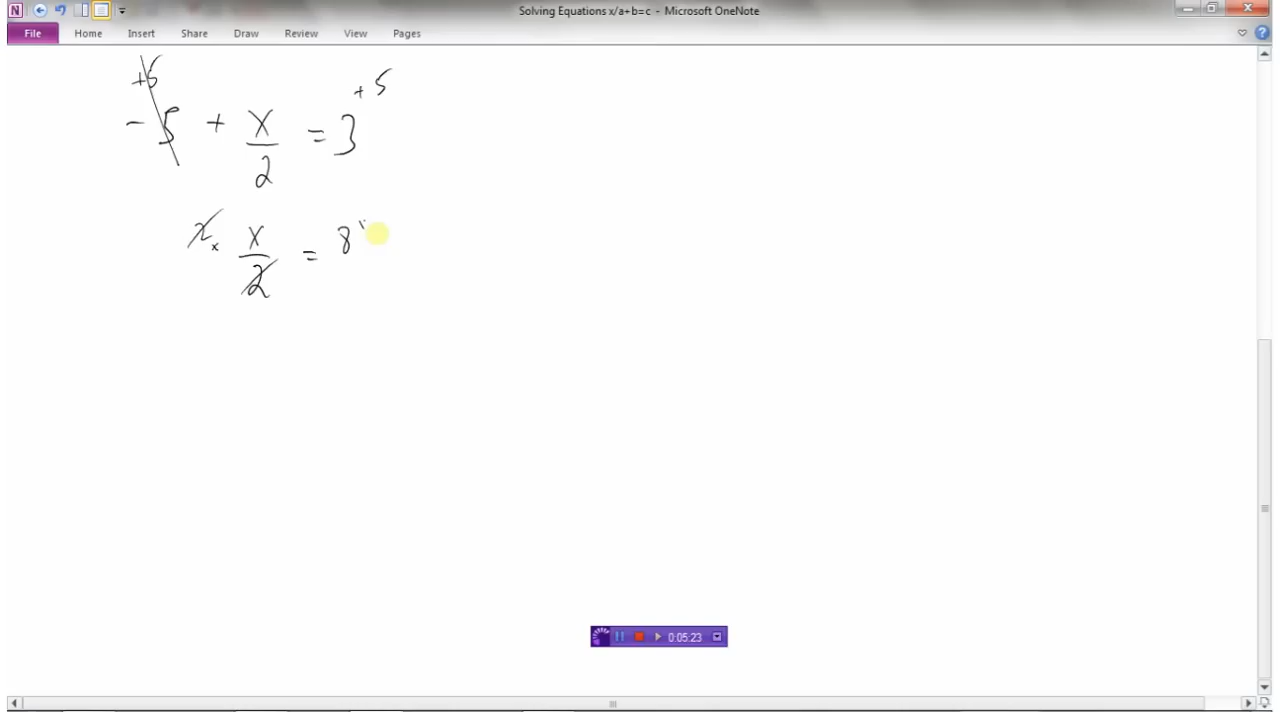 Solving Equations x/a+b=c - Microsoft OneNote
File Home Insert Share Draw Review View Pages
+5 +5
- 5 + x/2 = 3
2 x x/2 = 8
0:05:23